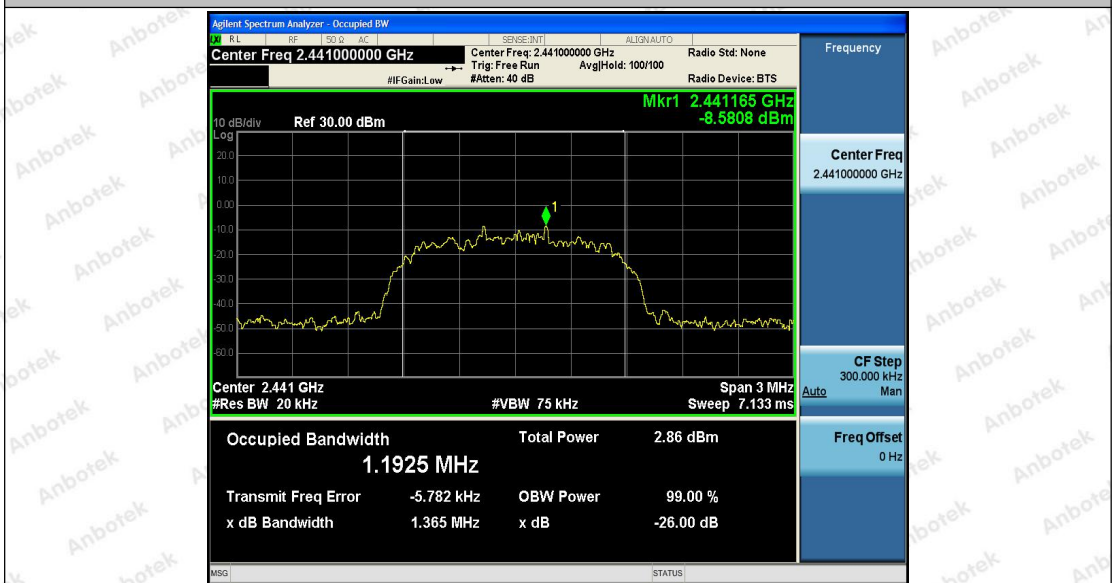 Agilent Spectrum Analyzer - Occupied BW
RL RF 50 Ω AC SENSE:INT ALIGN AUTO
Center Freq 2.441000000 GHz
Center Freq: 2.441000000 GHz Radio Std: None
Trig: Free Run Avg|Hold: 100/100
#IFGain:Low #Atten: 40 dB Radio Device: BTS
Mkr1 2.441165 GHz
-8.5808 dBm
10 dB/div Ref 30.00 dBm
Log
20.0
10.0
0.00
-10.0
-20.0
-30.0
-40.0
-50.0
-60.0
1
Center 2.441 GHz Span 3 MHz
#Res BW 20 kHz #VBW 75 kHz Sweep 7.133 ms
Occupied Bandwidth Total Power 2.86 dBm
1.1925 MHz
Transmit Freq Error -5.782 kHz OBW Power 99.00 %
x dB Bandwidth 1.365 MHz x dB -26.00 dB
MSG STATUS
Frequency
Center Freq
2.441000000 GHz
CF Step
300.000 kHz
Auto Man
Freq Offset
0 Hz
Anbotek